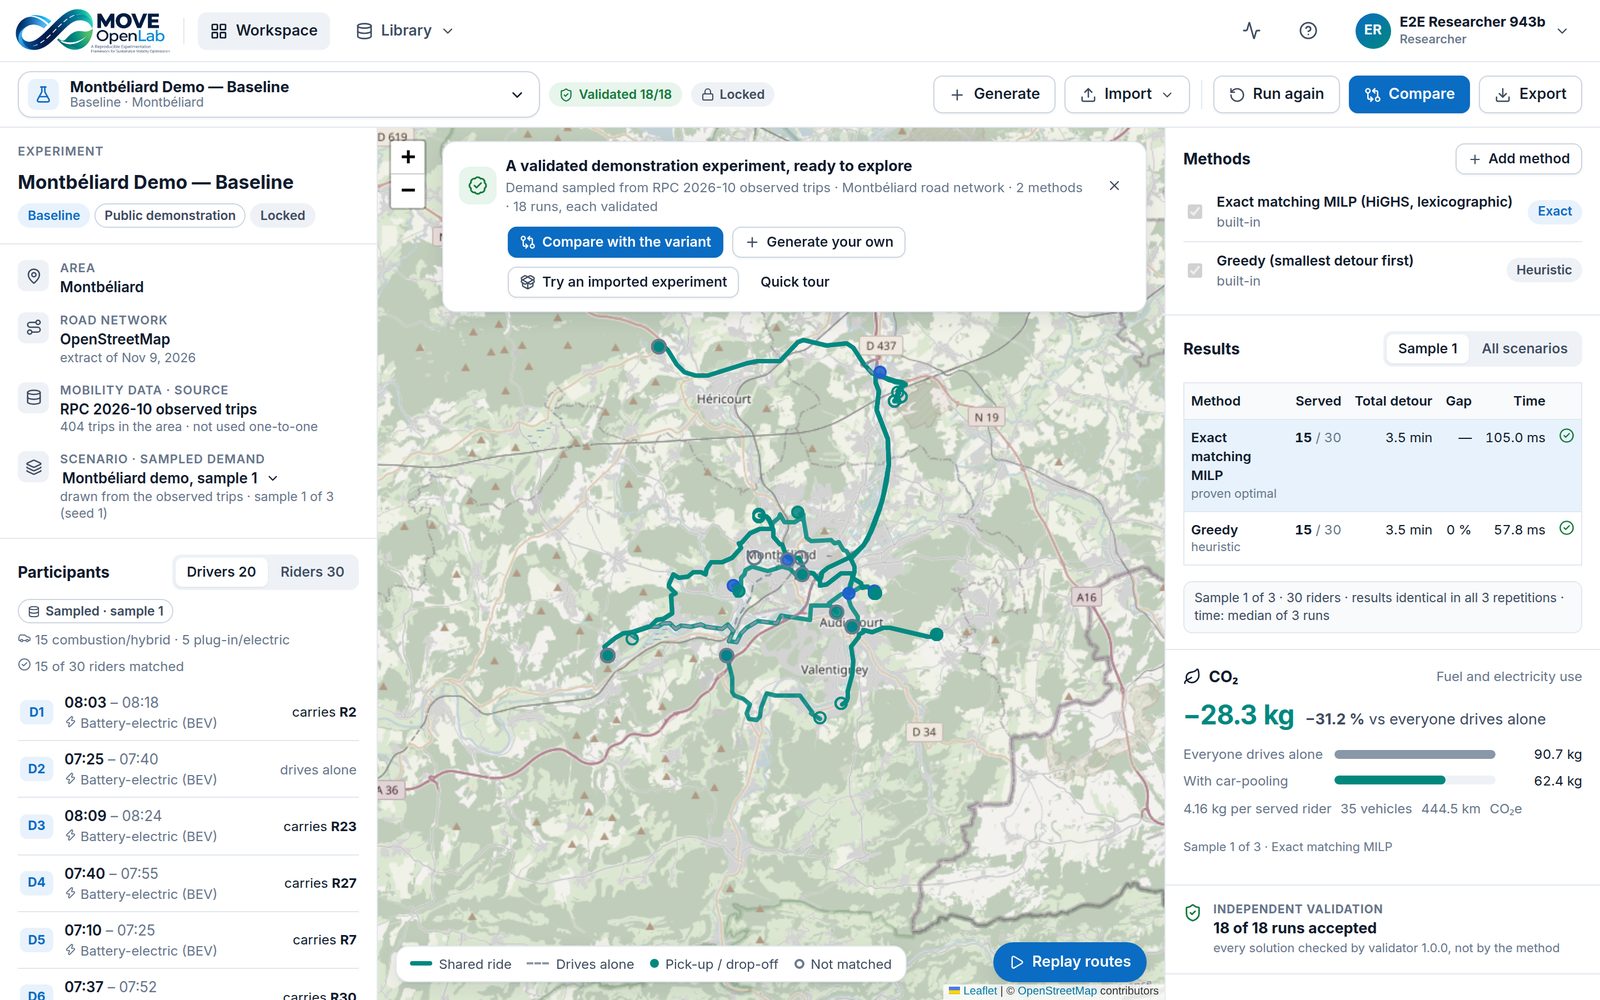 MOVE
OpenLab
Workspace
Library
ER
E2E Researcher 943b
Researcher
Montbéliard Demo — Baseline
Baseline · Montbéliard
Validated 18/18
Locked
Generate
Import
Run again
Compare
Export
EXPERIMENT
Montbéliard Demo — Baseline
Baseline
Public demonstration
Locked
AREA
Montbéliard
ROAD NETWORK
OpenStreetMap
extract of Nov 9, 2026
MOBILITY DATA · SOURCE
RPC 2026-10 observed trips
404 trips in the area · not used one-to-one
SCENARIO · SAMPLED DEMAND
Montbéliard demo, sample 1
drawn from the observed trips · sample 1 of 3
(seed 1)
Participants
Drivers 20
Riders 30
Sampled · sample 1
15 combustion/hybrid · 5 plug-in/electric
15 of 30 riders matched
D1
08:03 – 08:18
Battery-electric (BEV)
carries R2
D2
07:25 – 07:40
Battery-electric (BEV)
drives alone
D3
08:09 – 08:24
Battery-electric (BEV)
carries R23
D4
07:40 – 07:55
Battery-electric (BEV)
carries R27
D5
07:10 – 07:25
Battery-electric (BEV)
carries R7
D6
07:37 – 07:52
carries R30
D 619
+
−
A validated demonstration experiment, ready to explore
Demand sampled from RPC 2026-10 observed trips · Montbéliard road network · 2 methods
· 18 runs, each validated
Compare with the variant
Generate your own
Try an imported experiment
Quick tour
D 437
Héricourt
N 19
Montbéliard
A16
Audincourt
Valentigney
D 34
A 36
Shared ride
Drives alone
Pick-up / drop-off
Not matched
Replay routes
Leaflet | © OpenStreetMap contributors
Methods
Add method
Exact matching MILP (HiGHS, lexicographic)
built-in
Exact
Greedy (smallest detour first)
built-in
Heuristic
Results
Sample 1
All scenarios
Method Served Total detour Gap Time
Exact matching MILP
proven optimal
15 / 30 3.5 min — 105.0 ms
Greedy
heuristic
15 / 30 3.5 min 0 % 57.8 ms
Sample 1 of 3 · 30 riders · results identical in all 3 repetitions ·
time: median of 3 runs
CO₂
Fuel and electricity use
−28.3 kg −31.2 % vs everyone drives alone
Everyone drives alone 90.7 kg
With car-pooling 62.4 kg
4.16 kg per served rider 35 vehicles 444.5 km CO₂e
Sample 1 of 3 · Exact matching MILP
INDEPENDENT VALIDATION
18 of 18 runs accepted
every solution checked by validator 1.0.0, not by the method